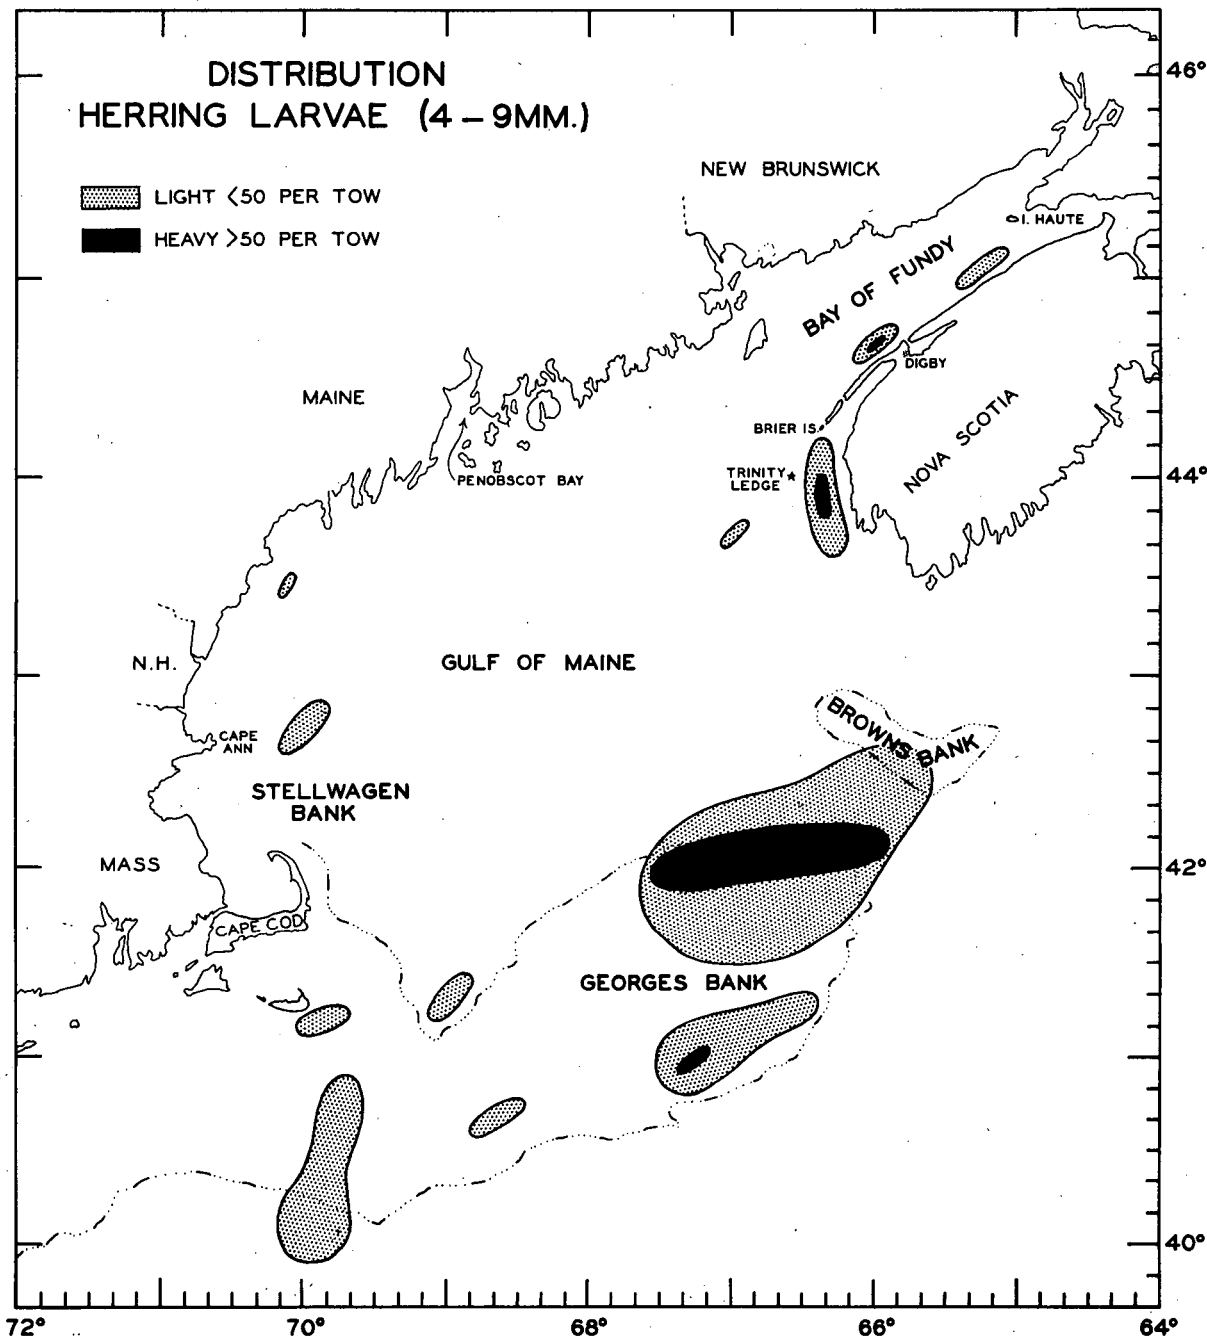 DISTRIBUTION
HERRING LARVAE (4 – 9MM.)
LIGHT <50 PER TOW
HEAVY >50 PER TOW
46°
NEW BRUNSWICK
I. HAUTE
BAY OF FUNDY
DIGBY
MAINE
BRIER IS.
NOVA SCOTIA
TRINITY
LEDGE
44°
PENOBSCOT BAY
N.H.
GULF OF MAINE
BROWNS BANK
CAPE
ANN
STELLWAGEN
BANK
MASS
42°
CAPE COD
GEORGES BANK
40°
72°
70°
68°
66°
64°